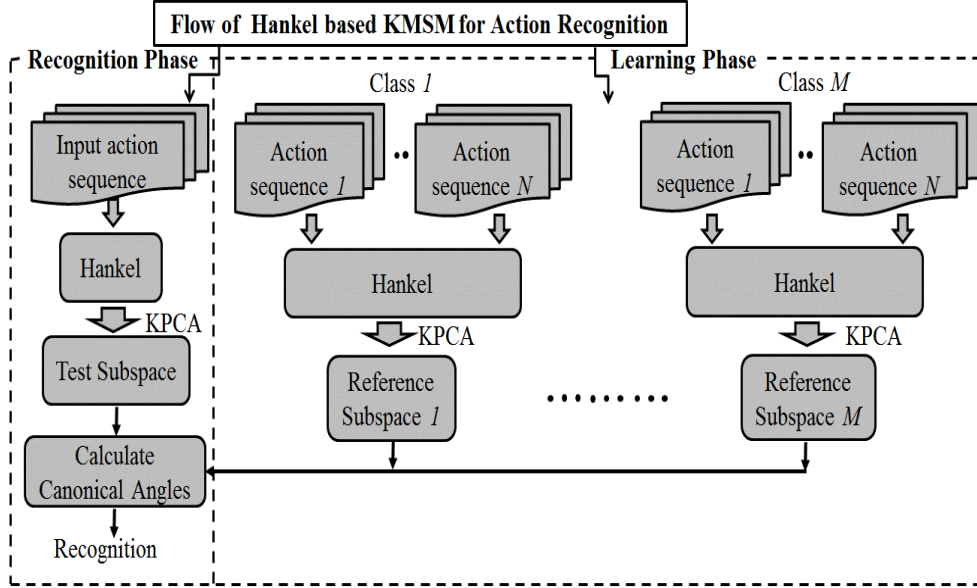 Flow of Hankel based KMSM for Action Recognition
Recognition Phase
Learning Phase
Input action
sequence
Hankel
KPCA
Test Subspace
Calculate
Canonical Angles
Recognition
Class 1
Action
sequence 1
Action
sequence N
Hankel
KPCA
Reference
Subspace 1
Class M
Action
sequence 1
Action
sequence N
Hankel
KPCA
Reference
Subspace M